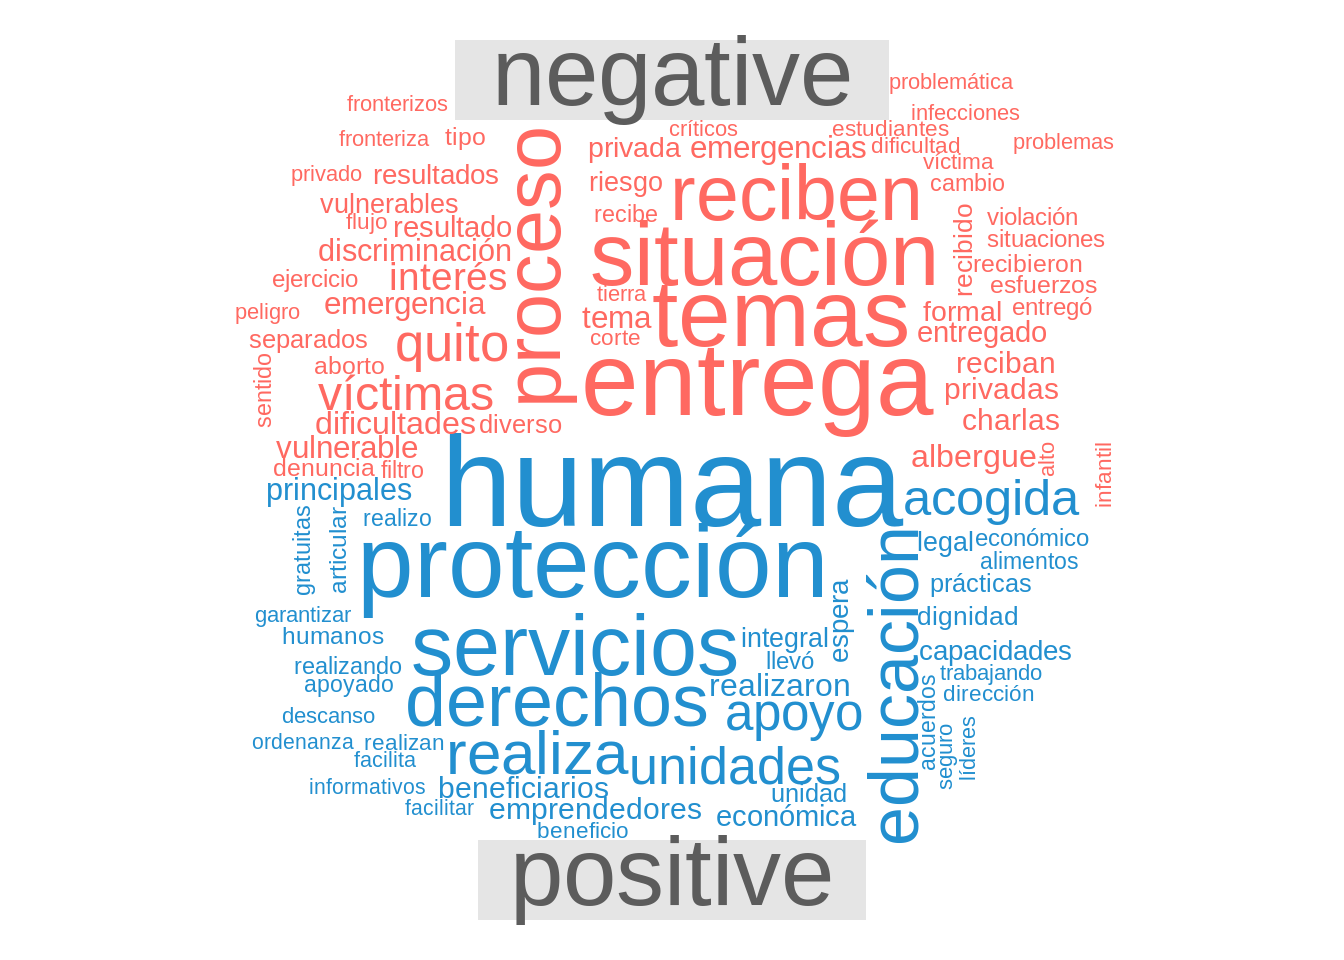 negative
problemática
fronterizos
infecciones
críticos
estudiantes
fronteriza
tipo
proceso
privada
emergencias
dificultad
problemas
víctima
privado
resultados
riesgo
reciben
cambio
vulnerables
recibe
recibido
violación
flujo
resultado
situación
situaciones
discriminación
recibieron
ejercicio
interés
esfuerzos
tierra
temas
peligro
emergencia
tema
formal
entregó
separados
quito
corte
entregado
aborto
reciban
sentido
víctimas
entrega
privadas
dificultades
diverso
charlas
vulnerable
albergue
alto
infantil
denuncia
filtro
humana
principales
acogida
gratuitas
articular
realizo
educación
legal
económico
protección
alimentos
prácticas
garantizar
espera
dignidad
humanos
servicios
integral
capacidades
realizando
llevó
trabajando
apoyado
derechos
realizaron
acuerdos
dirección
descanso
apoyo
ordenanza
realizan
realiza
seguro
líderes
facilita
unidades
informativos
beneficiarios
unidad
facilitar
emprendedores
económica
beneficio
positive